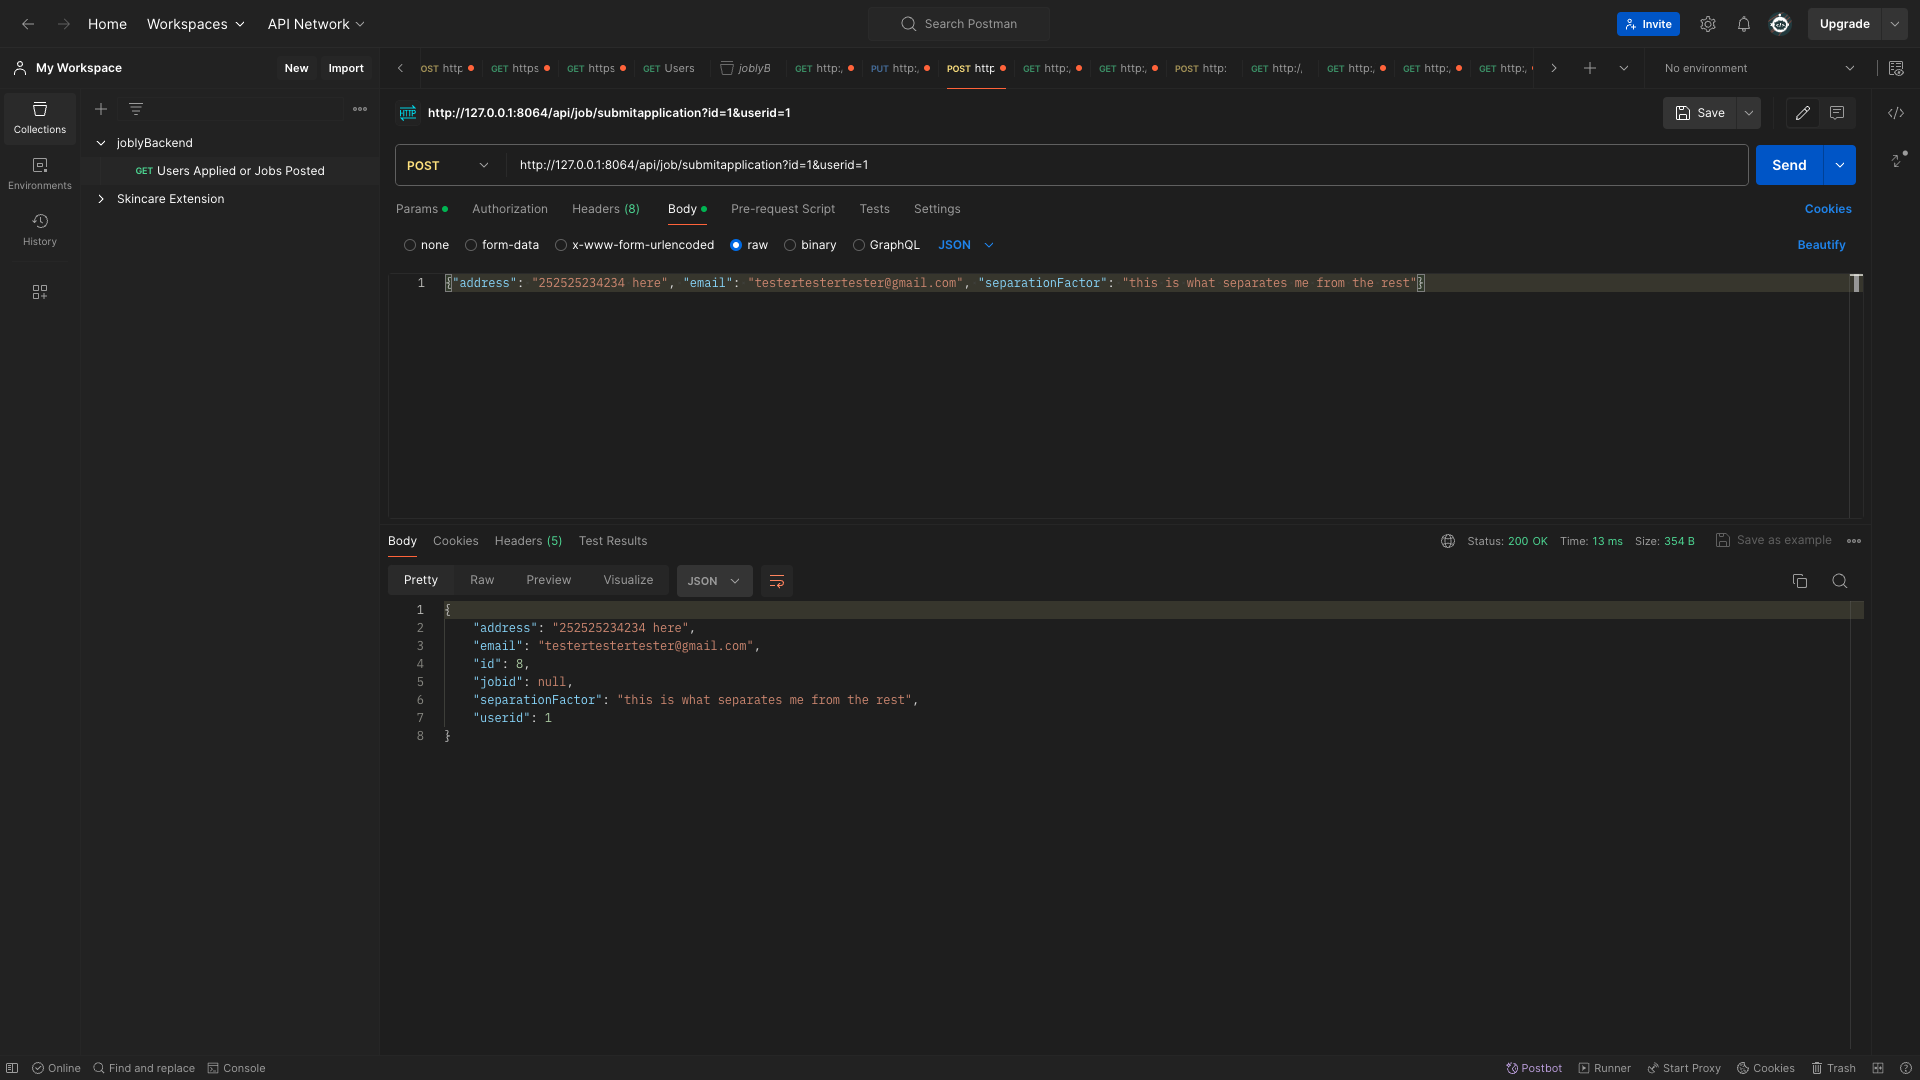 Home Workspaces API Network Search Postman Invite Upgrade
My Workspace New Import OST http GET https GET https GET Users joblyB GET http:, PUT http:, POST http GET http:, GET http:, POST http: GET http:/, GET http:, GET http:, GET http:, No environment
Collections
Environments
History
joblyBackend
GET Users Applied or Jobs Posted
Skincare Extension
HTTP http://127.0.0.1:8064/api/job/submitapplication?id=1&userid=1 Save
POST http://127.0.0.1:8064/api/job/submitapplication?id=1&userid=1 Send
Params Authorization Headers (8) Body Pre-request Script Tests Settings Cookies
none form-data x-www-form-urlencoded raw binary GraphQL JSON Beautify
1 {"address": "252525234234 here", "email": "testertestertester@gmail.com", "separationFactor": "this is what separates me from the rest"}
Body Cookies Headers (5) Test Results Status: 200 OK Time: 13 ms Size: 354 B Save as example
Pretty Raw Preview Visualize JSON
1 {
2 "address": "252525234234 here",
3 "email": "testertestertester@gmail.com",
4 "id": 8,
5 "jobid": null,
6 "separationFactor": "this is what separates me from the rest",
7 "userid": 1
8 }
Online Find and replace Console Postbot Runner Start Proxy Cookies Trash